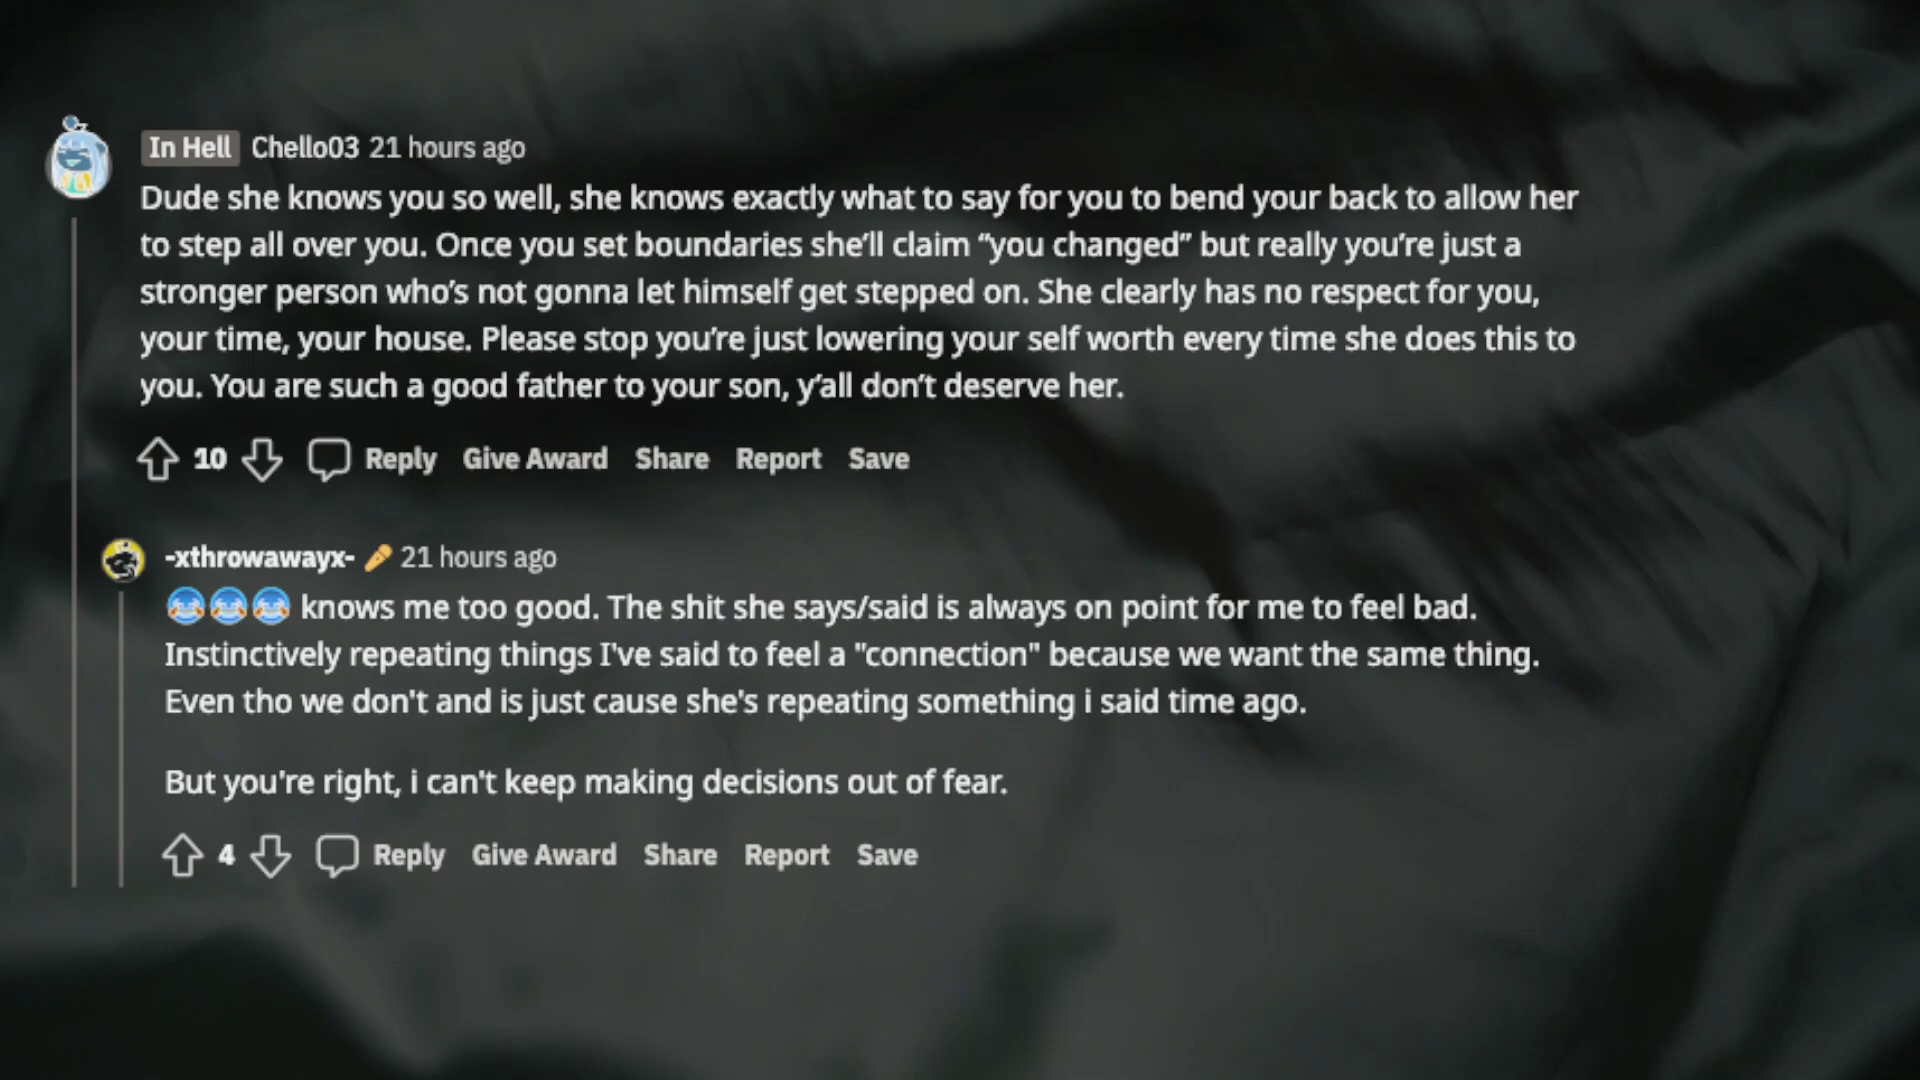 In Hell Chello03 21 hours ago
Dude she knows you so well, she knows exactly what to say for you to bend your back to allow her
to step all over you. Once you set boundaries she’ll claim “you changed” but really you’re just a
stronger person who’s not gonna let himself get stepped on. She clearly has no respect for you,
your time, your house. Please stop you’re just lowering your self worth every time she does this to
you. You are such a good father to your son, y’all don’t deserve her.
10 Reply Give Award Share Report Save
-xthrowawayx- 21 hours ago
😂😂😂 knows me too good. The shit she says/said is always on point for me to feel bad.
Instinctively repeating things I've said to feel a "connection" because we want the same thing.
Even tho we don't and is just cause she's repeating something i said time ago.
But you're right, i can't keep making decisions out of fear.
4 Reply Give Award Share Report Save